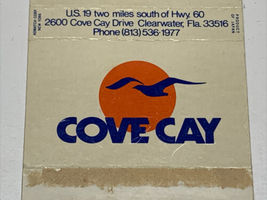 U.S. 19 two miles south of Hwy. 60
2600 Cove Cay Drive Clearwater, Fla. 33516
Phone (813) 536-1977
COVE CAY